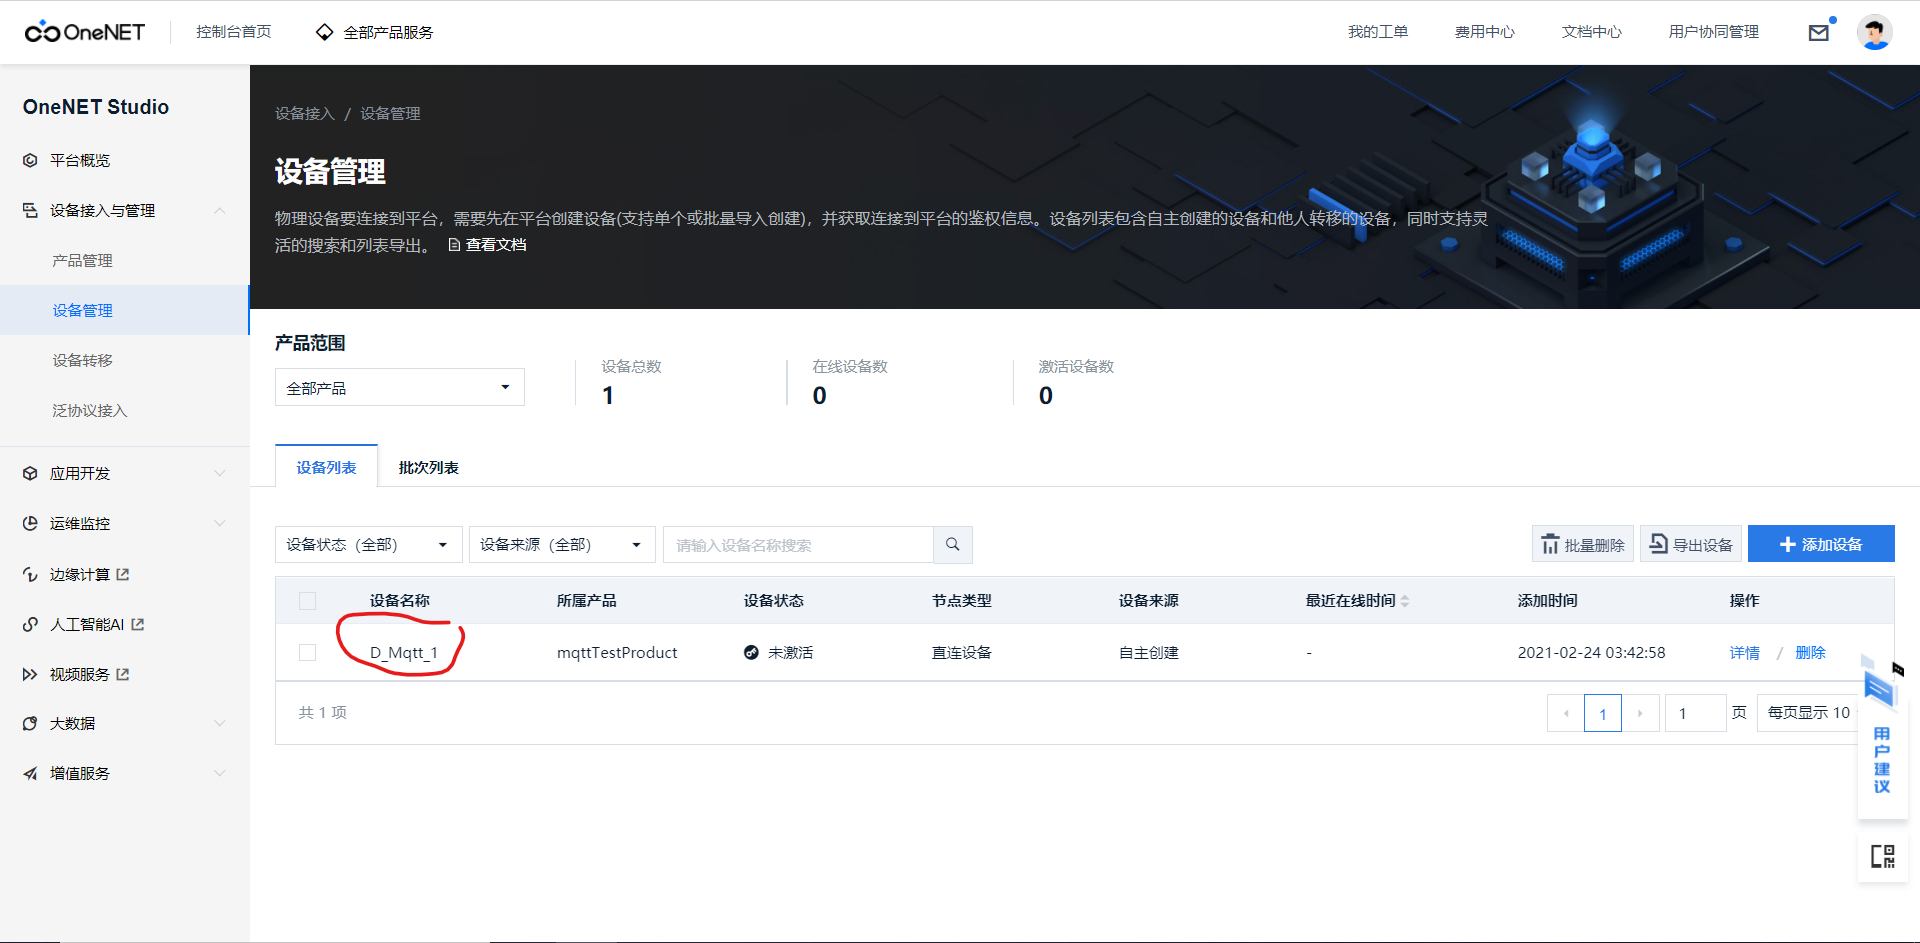 OneNET
控制台首页
全部产品服务
我的工单
费用中心
文档中心
用户协同管理
OneNET Studio
平台概览
设备接入与管理
产品管理
设备管理
设备转移
泛协议接入
应用开发
运维监控
边缘计算
人工智能AI
视频服务
大数据
增值服务
设备接入 / 设备管理
设备管理
物理设备要连接到平台，需要先在平台创建设备(支持单个或批量导入创建)，并获取连接到平台的鉴权信息。设备列表包含自主创建的设备和他人转移的设备，同时支持灵
活的搜索和列表导出。 查看文档
产品范围
全部产品
设备总数
1
在线设备数
0
激活设备数
0
设备列表
批次列表
设备状态（全部）
设备来源（全部）
请输入设备名称搜索
批量删除
导出设备
添加设备
设备名称 所属产品 设备状态 节点类型 设备来源 最近在线时间 添加时间 操作
D_Mqtt_1 mqttTestProduct 未激活 直连设备 自主创建 - 2021-02-24 03:42:58 详情 / 删除
共 1 项
1
1 页
每页显示 10
用户建议